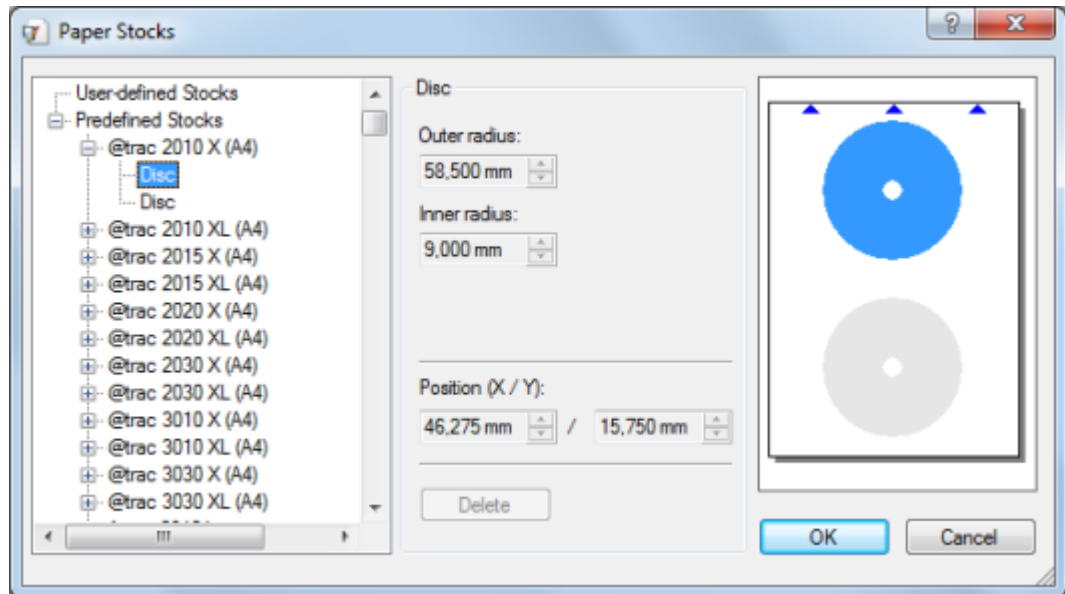 Paper Stocks
User-defined Stocks
Predefined Stocks
@trac 2010 X (A4)
Disc
Disc
@trac 2010 XL (A4)
@trac 2015 X (A4)
@trac 2015 XL (A4)
@trac 2020 X (A4)
@trac 2020 XL (A4)
@trac 2030 X (A4)
@trac 2030 XL (A4)
@trac 3010 X (A4)
@trac 3010 XL (A4)
@trac 3030 X (A4)
@trac 3030 XL (A4)
Disc
Outer radius:
58,500 mm
Inner radius:
9,000 mm
Position (X / Y):
46,275 mm / 15,750 mm
Delete
OK Cancel